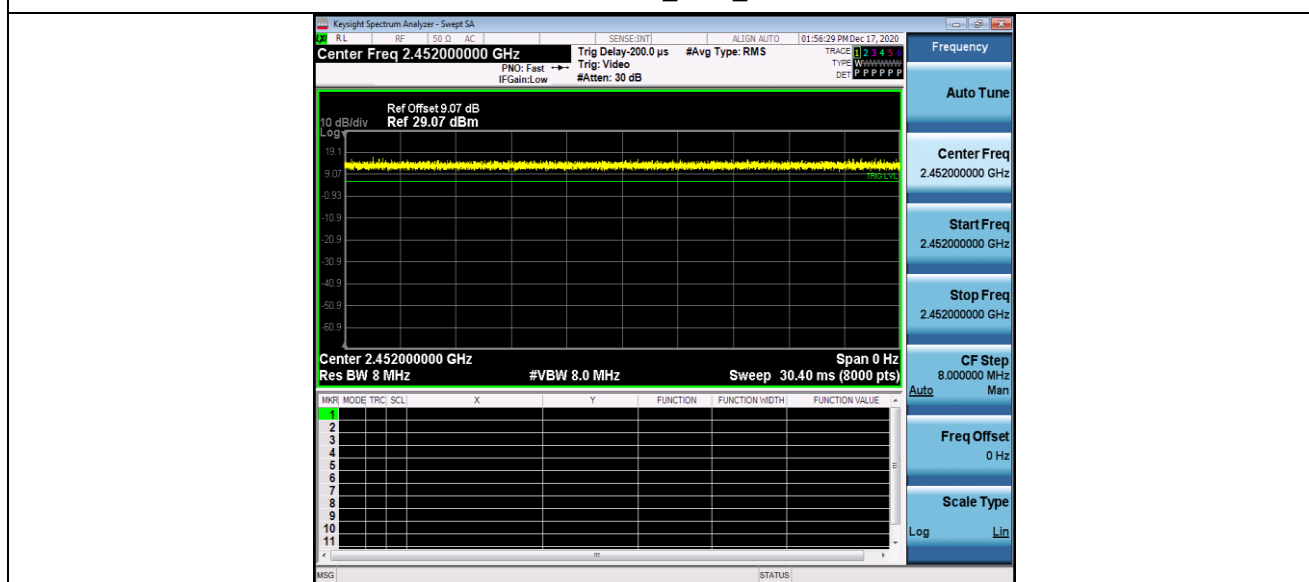 Keysight Spectrum Analyzer - Swept SA
RL RF 50 Ω AC SENSE:INT ALIGN AUTO 01:56:29 PM Dec 17, 2020
Center Freq 2.452000000 GHz
Trig Delay-200.0 µs #Avg Type: RMS
TRACE 1 2 3 4 5 6
PNO: Fast Trig: Video
TYPE WWWWWW
IFGain:Low #Atten: 30 dB
DET P P P P P P
Ref Offset 9.07 dB
10 dB/div Ref 29.07 dBm
Log
19.1
9.07
TRIG LVL
-0.93
-10.9
-20.9
-30.9
-40.9
-50.9
-60.9
Center 2.452000000 GHz Span 0 Hz
Res BW 8 MHz #VBW 8.0 MHz Sweep 30.40 ms (8000 pts)
MKR MODE TRC SCL X Y FUNCTION FUNCTION WIDTH FUNCTION VALUE
1
2
3
4
5
6
7
8
9
10
11
MSG STATUS
Frequency
Auto Tune
Center Freq
2.452000000 GHz
Start Freq
2.452000000 GHz
Stop Freq
2.452000000 GHz
CF Step
8.000000 MHz
Auto Man
Freq Offset
0 Hz
Scale Type
Log Lin